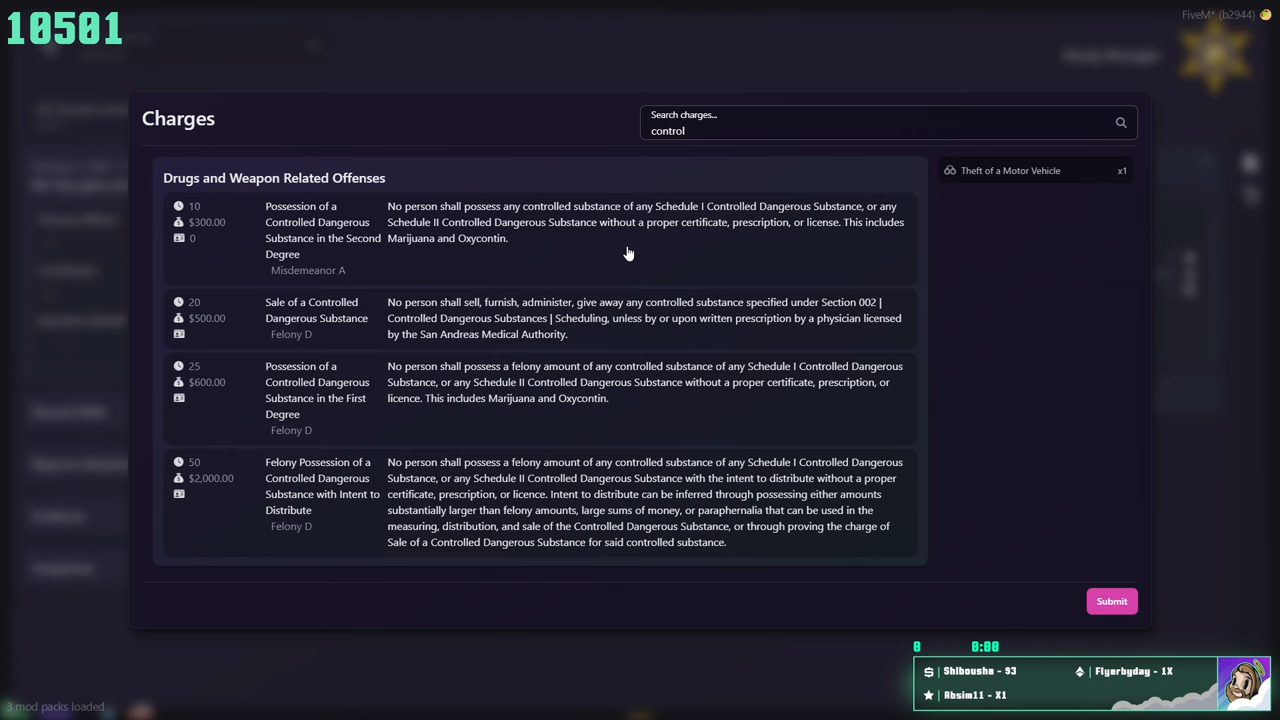 10501
FiveM* (b2944)
Charges
Search charges...
control
Drugs and Weapon Related Offenses
10
$300.00
0
Possession of a
Controlled Dangerous
Substance in the Second
Degree
Misdemeanor A
No person shall possess any controlled substance of any Schedule I Controlled Dangerous Substance, or any
Schedule II Controlled Dangerous Substance without a proper certificate, prescription, or license. This includes
Marijuana and Oxycontin.
20
$500.00
Sale of a Controlled
Dangerous Substance
Felony D
No person shall sell, furnish, administer, give away any controlled substance specified under Section 002 |
Controlled Dangerous Substances | Scheduling, unless by or upon written prescription by a physician licensed
by the San Andreas Medical Authority.
25
$600.00
Possession of a
Controlled Dangerous
Substance in the First
Degree
Felony D
No person shall possess a felony amount of any controlled substance of any Schedule I Controlled Dangerous
Substance, or any Schedule II Controlled Dangerous Substance without a proper certificate, prescription, or
licence. This includes Marijuana and Oxycontin.
50
$2,000.00
Felony Possession of a
Controlled Dangerous
Substance with Intent to
Distribute
Felony D
No person shall possess a felony amount of any controlled substance of any Schedule I Controlled Dangerous
Substance, or any Schedule II Controlled Dangerous Substance with the intent to distribute without a proper
certificate, prescription, or licence. Intent to distribute can be inferred through possessing either amounts
substantially larger than felony amounts, large sums of money, or paraphernalia that can be used in the
measuring, distribution, and sale of the Controlled Dangerous Substance, or through proving the charge of
Sale of a Controlled Dangerous Substance for said controlled substance.
Theft of a Motor Vehicle
x1
Submit
0 0:00
Shibousha - $3
Flyarbyday - 1X
Absim11 - X1
3 mod packs loaded